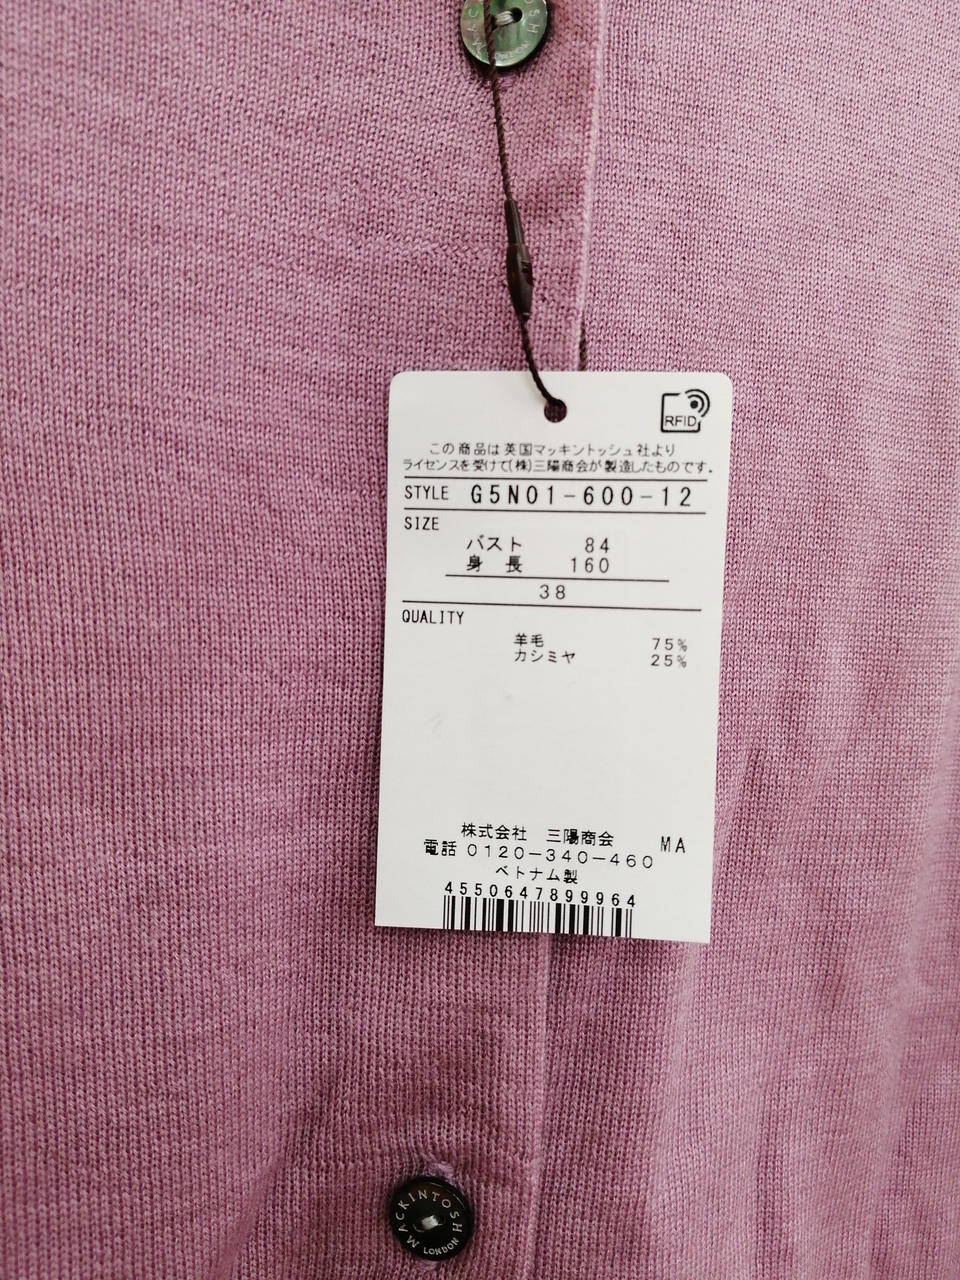 MACKINTOSH
LONDON
RFID
この商品は英国マッキントッシュ社より
ライセンスを受けて(株)三陽商会が製造したものです.
STYLE G5N01-600-12
SIZE
バスト 84
身 長 160
38
QUALITY
羊毛 75%
カシミヤ 25%
株式会社 三陽商会 MA
電話 0120-340-460
ベトナム製
4550647899964
MACKINTOSH
LONDON